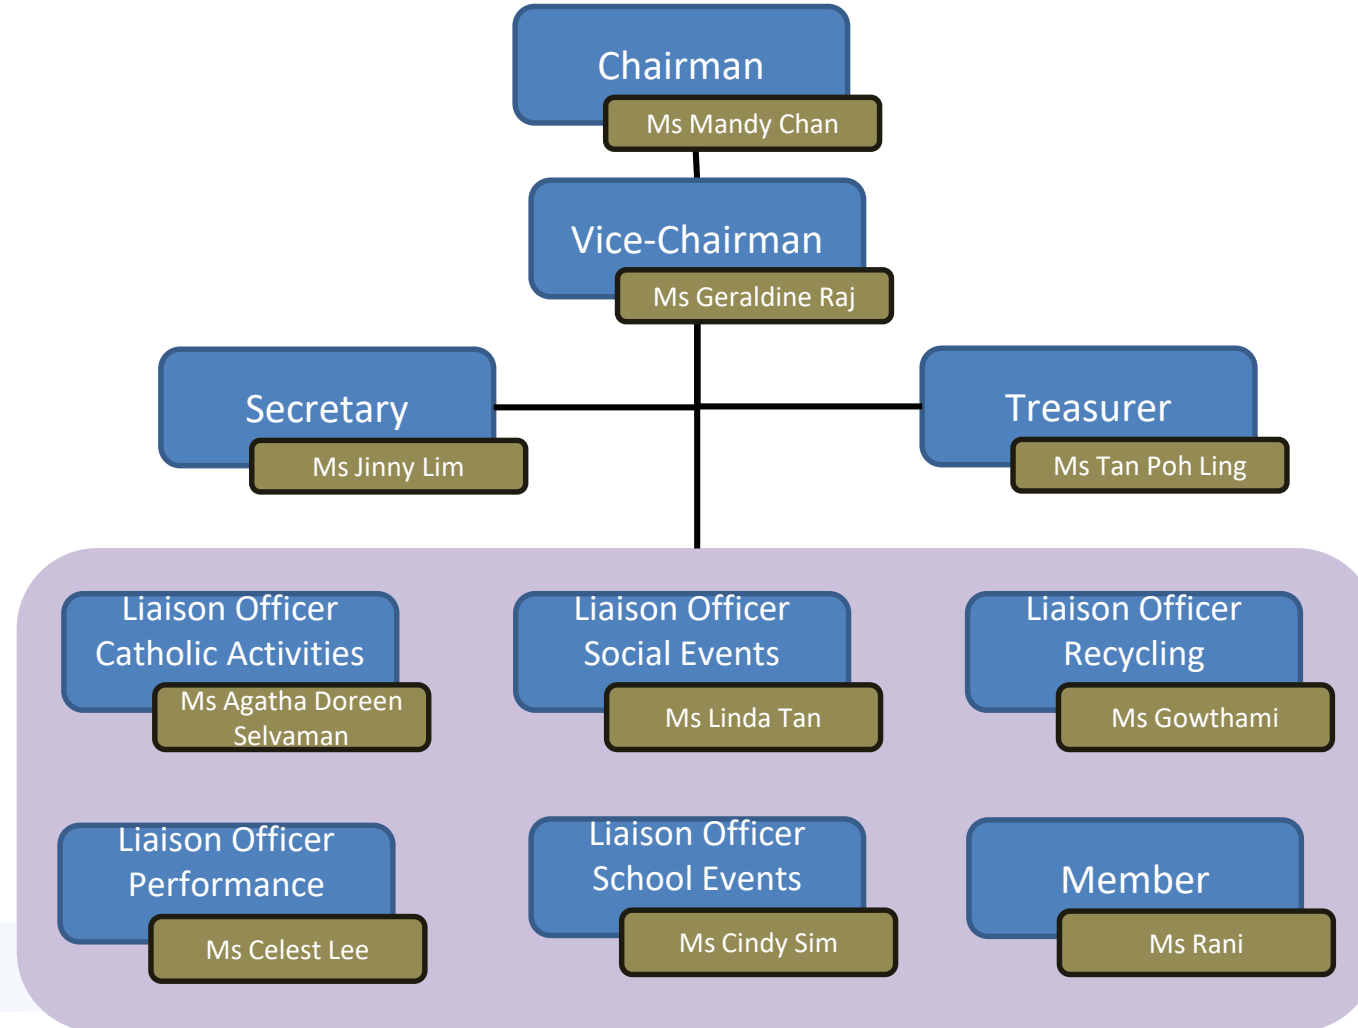 Chairman
Ms Mandy Chan
Vice-Chairman
Ms Geraldine Raj
Secretary
Ms Jinny Lim
Treasurer
Ms Tan Poh Ling
Liaison Officer
Catholic Activities
Ms Agatha Doreen
Selvaman
Liaison Officer
Social Events
Ms Linda Tan
Liaison Officer
Recycling
Ms Gowthami
Liaison Officer
Performance
Ms Celest Lee
Liaison Officer
School Events
Ms Cindy Sim
Member
Ms Rani